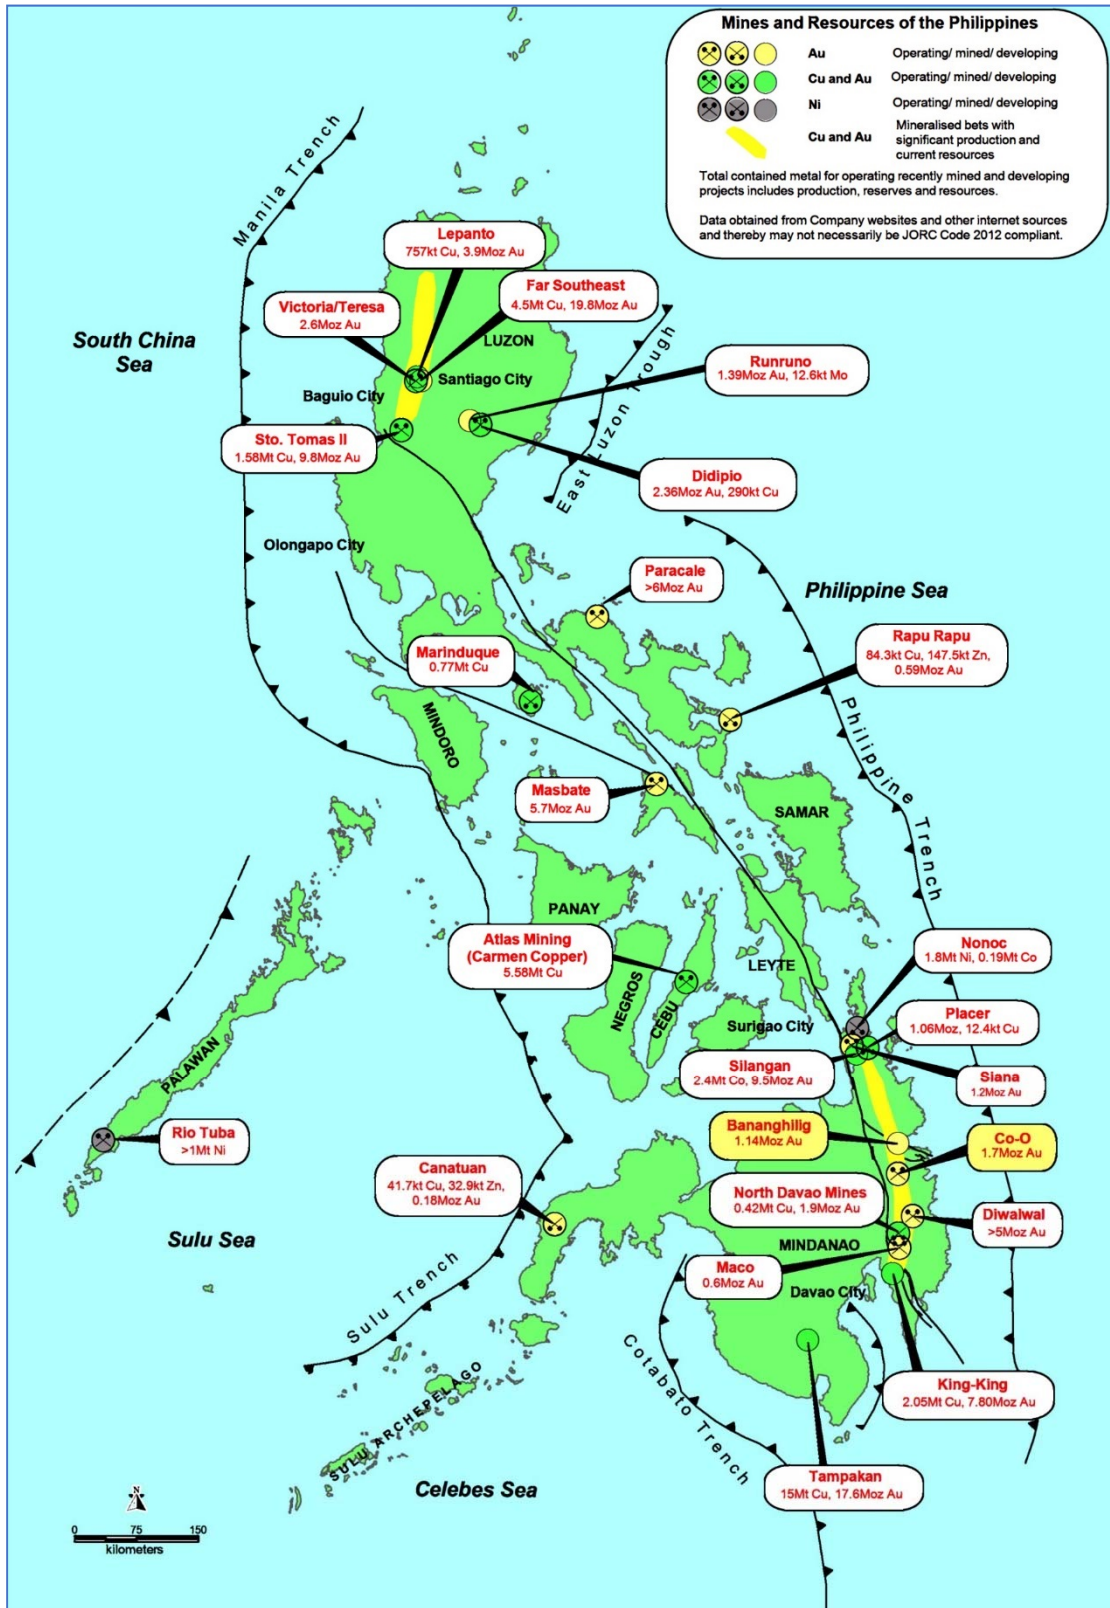 Mines and Resources of the Philippines
Au Operating/ mined/ developing
Cu and Au Operating/ mined/ developing
Ni Operating/ mined/ developing
Cu and Au Mineralised bets with
significant production and
current resources
Total contained metal for operating recently mined and developing
projects includes production, reserves and resources.
Data obtained from Company websites and other internet sources
and thereby may not necessarily be JORC Code 2012 compliant.
Manila Trench
Lepanto
757kt Cu, 3.9Moz Au
Far Southeast
4.5Mt Cu, 19.8Moz Au
Victoria/Teresa
2.6Moz Au
South China
Sea
LUZON
East Luzon Trough
Runruno
1.39Moz Au, 12.6kt Mo
Santiago City
Baguio City
Sto. Tomas II
1.58Mt Cu, 9.8Moz Au
Didipio
2.36Moz Au, 290kt Cu
Olongapo City
Paracale
>6Moz Au
Philippine Sea
Rapu Rapu
84.3kt Cu, 147.5kt Zn,
0.59Moz Au
Marinduque
0.77Mt Cu
MINDORO
Philippine Trench
Masbate
5.7Moz Au
SAMAR
PANAY
Atlas Mining
(Carmen Copper)
5.58Mt Cu
NEGROS
CEBU
LEYTE
Nonoc
1.8Mt Ni, 0.19Mt Co
Surigao City
Placer
1.06Moz, 12.4kt Cu
PALAWAN
Silangan
2.4Mt Co, 9.5Moz Au
Siana
1.2Moz Au
Rio Tuba
>1Mt Ni
Bananghilig
1.14Moz Au
Co-O
1.7Moz Au
Canatuan
41.7kt Cu, 32.9kt Zn,
0.18Moz Au
North Davao Mines
0.42Mt Cu, 1.9Moz Au
Diwalwal
>5Moz Au
Sulu Sea
MINDANAO
Maco
0.6Moz Au
Davao City
Sulu Trench
Cotabato Trench
King-King
2.05Mt Cu, 7.80Moz Au
SULU ARCHEPELAGO
Tampakan
15Mt Cu, 17.6Moz Au
Celebes Sea
N
0 75 150
kilometers